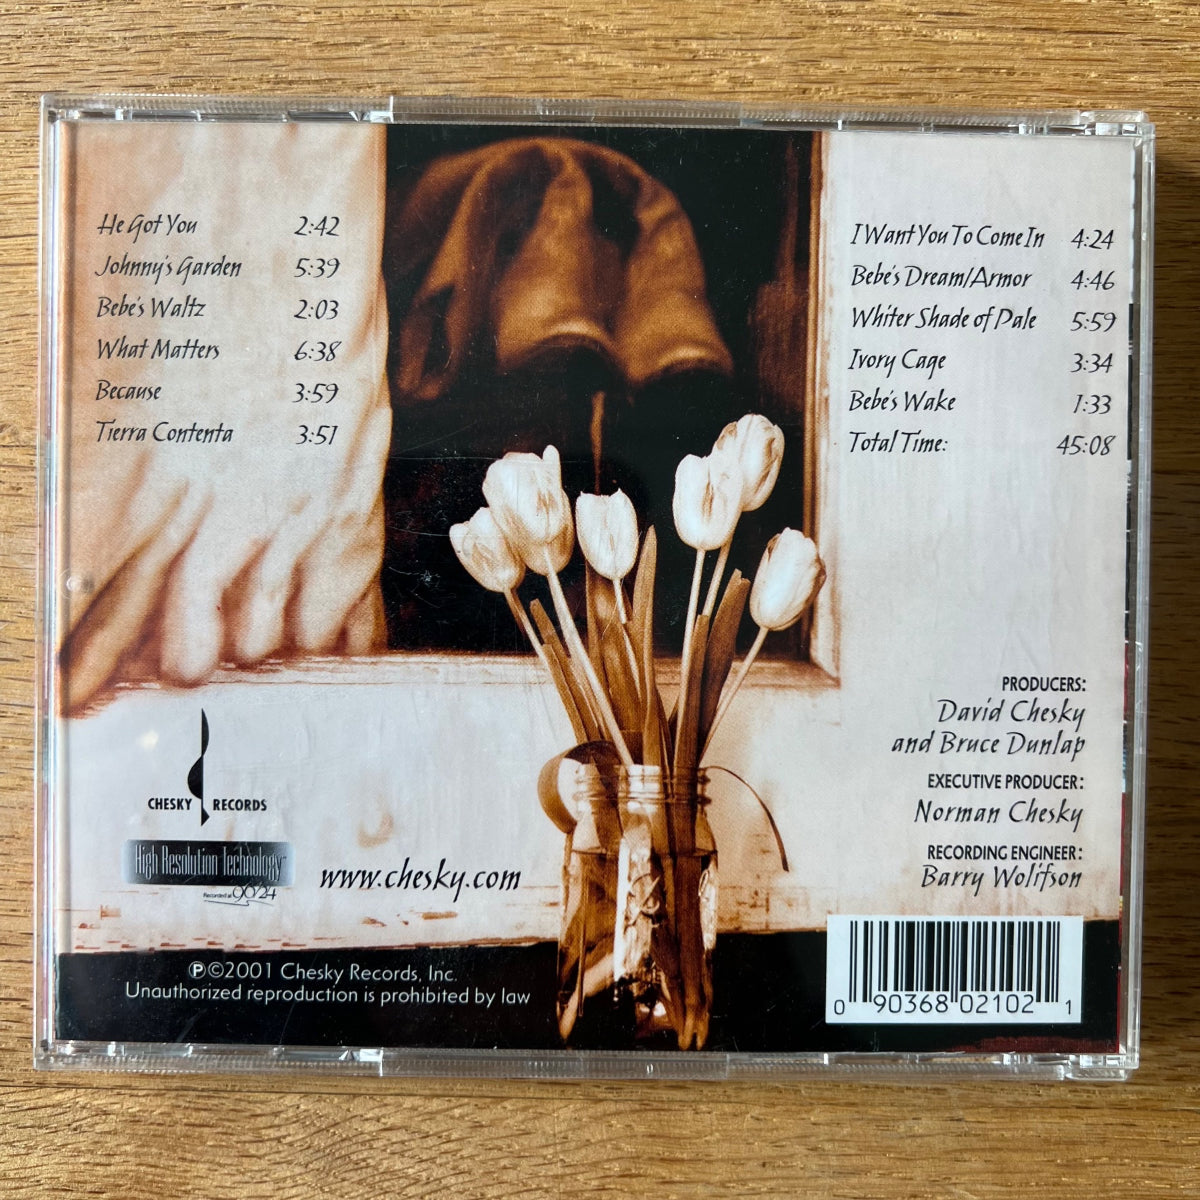 He Got You 2:42
Johnny's Garden 5:39
Bebe's Waltz 2:03
What Matters 6:38
Because 3:59
Tierra Contenta 3:51
I Want You To Come In 4:24
Bebe's Dream/Armor 4:46
Whiter Shade of Pale 5:59
Ivory Cage 3:34
Bebe's Wake 1:33
Total Time: 45:08
PRODUCERS:
David Chesky
and Bruce Dunlap
EXECUTIVE PRODUCER:
Norman Chesky
RECORDING ENGINEER:
Barry Wolifson
CHESKY RECORDS
High Resolution Technology
Recorded at 96/24
www.chesky.com
℗©2001 Chesky Records, Inc.
Unauthorized reproduction is prohibited by law
0 90368 02102 1